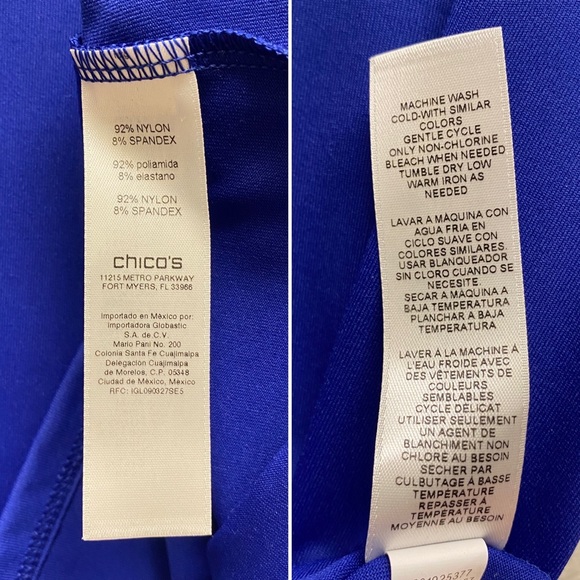 92% NYLON
8% SPANDEX
92% poliamida
8% elastano
92% NYLON
8% SPANDEX
chico's
11215 METRO PARKWAY
FORT MYERS, FL 33966
Importado en México por:
Importadora Globastic
S.A. de C.V.
Mario Pani No. 200
Colonia Santa Fe Cuajimalpa
Delegación Cuajimalpa
de Morelos, C.P. 05348
Ciudad de México, México
RFC: IGL090327SE5
MACHINE WASH
COLD-WITH SIMILAR
COLORS
GENTLE CYCLE
ONLY NON-CHLORINE
BLEACH WHEN NEEDED
TUMBLE DRY LOW
WARM IRON AS
NEEDED
LAVAR A MÁQUINA CON
AGUA FRIA EN
CICLO SUAVE CON
COLORES SIMILARES.
USAR BLANQUEADOR
SIN CLORO CUANDO SE
NECESITE.
SECAR A MÁQUINA A
BAJA TEMPERATURA
PLANCHAR A BAJA
TEMPERATURA
LAVER À LA MACHINE À
L'EAU FROIDE AVEC
DES VÊTEMENTS DE
COULEURS
SEMBLABLES
CYCLE DÉLICAT
UTILISER SEULEMENT
UN AGENT DE
BLANCHIMENT NON
CHLORÉ AU BESOIN
SÉCHER PAR
CULBUTAGE À BASSE
TEMPÉRATURE
REPASSER À
TEMPÉRATURE
MOYENNE AU BESOIN